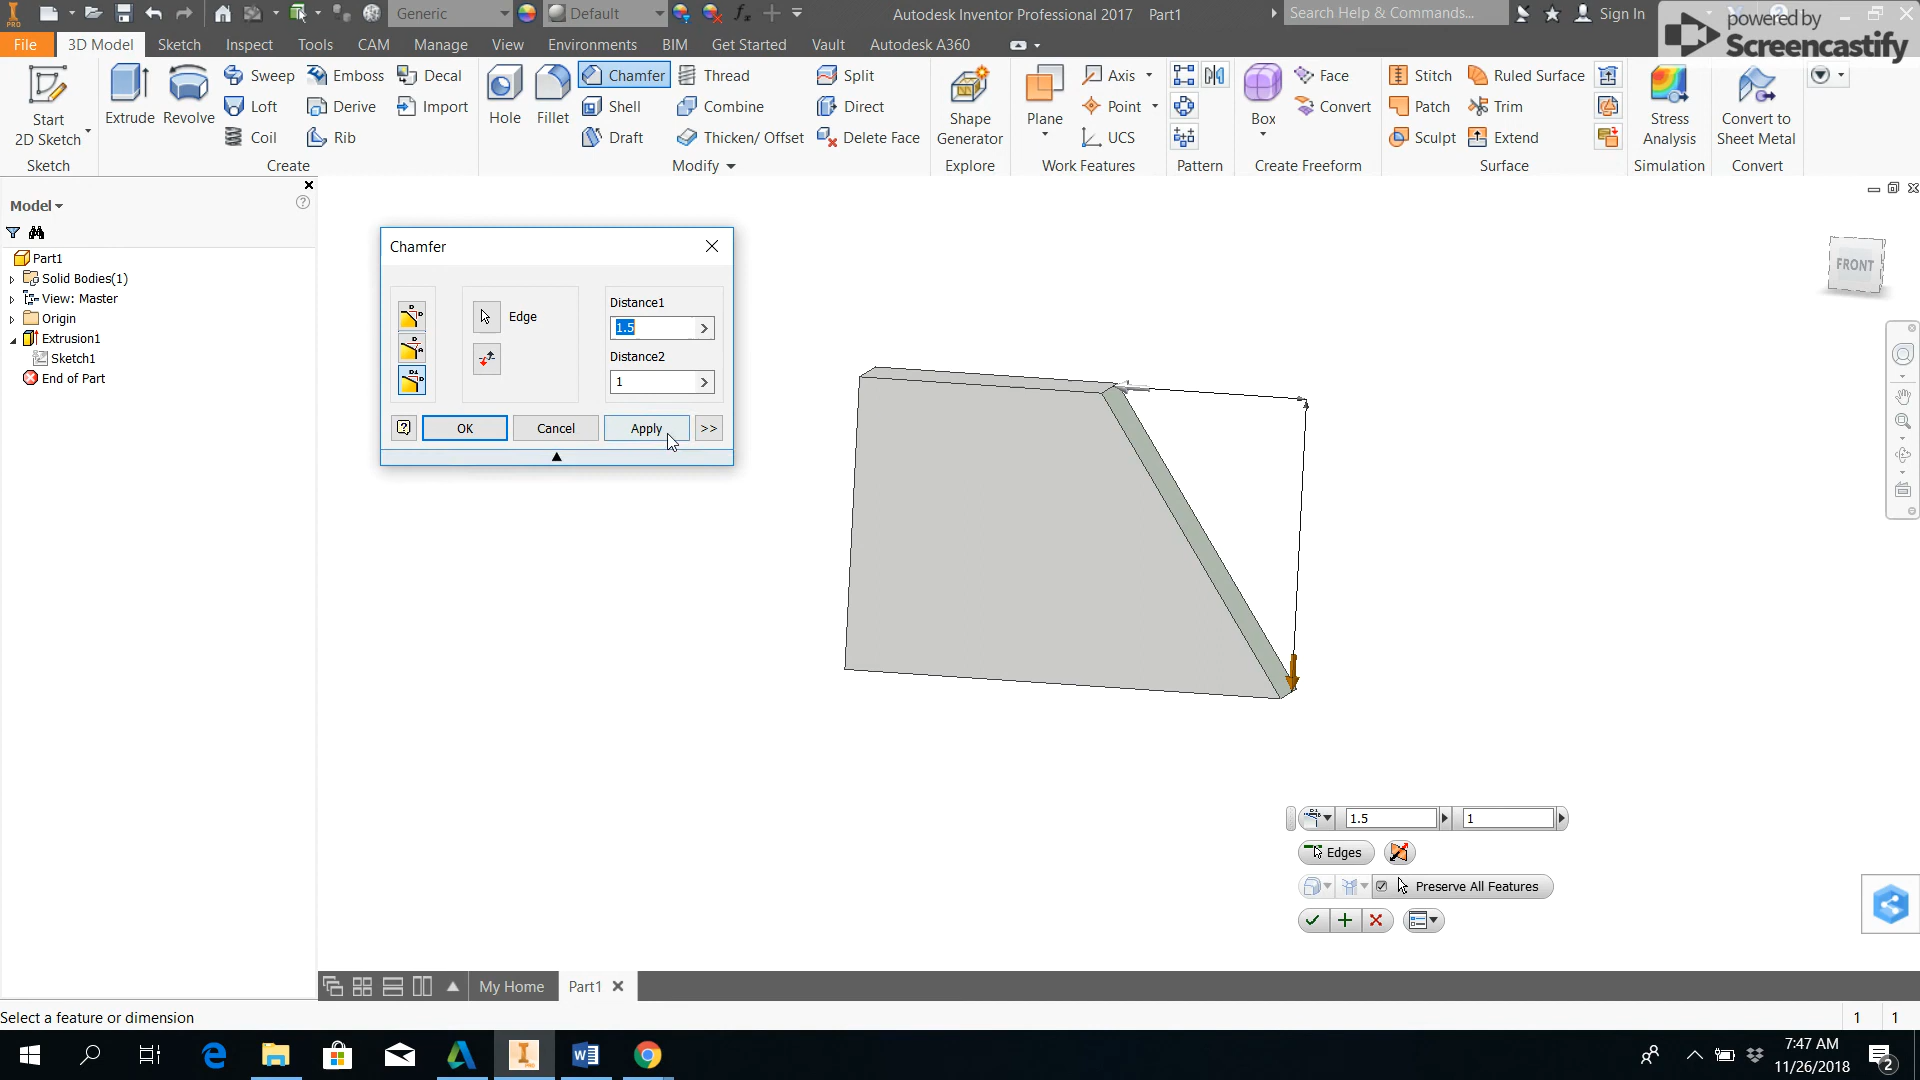 Generic
Default
Autodesk Inventor Professional 2017 Part1
Search Help & Commands...
Sign In
powered by
Screencastify
File
3D Model
Sketch
Inspect
Tools
CAM
Manage
View
Environments
BIM
Get Started
Vault
Autodesk A360
Start
2D Sketch
Sketch
Extrude
Revolve
Sweep
Loft
Coil
Emboss
Derive
Rib
Decal
Import
Create
Hole
Fillet
Chamfer
Shell
Draft
Thread
Combine
Thicken/ Offset
Split
Direct
Delete Face
Modify
Shape
Generator
Explore
Plane
Axis
Point
UCS
Work Features
Pattern
Box
Face
Convert
Create Freeform
Stitch
Patch
Sculpt
Ruled Surface
Trim
Extend
Surface
Stress
Analysis
Simulation
Convert to
Sheet Metal
Convert
Model
Part1
Solid Bodies(1)
View: Master
Origin
Extrusion1
Sketch1
End of Part
Chamfer
Edge
Distance1
1.5
Distance2
1
OK
Cancel
Apply
>>
FRONT
1.5
1
Edges
Preserve All Features
My Home
Part1
Select a feature or dimension
1
1
7:47 AM
11/26/2018
2